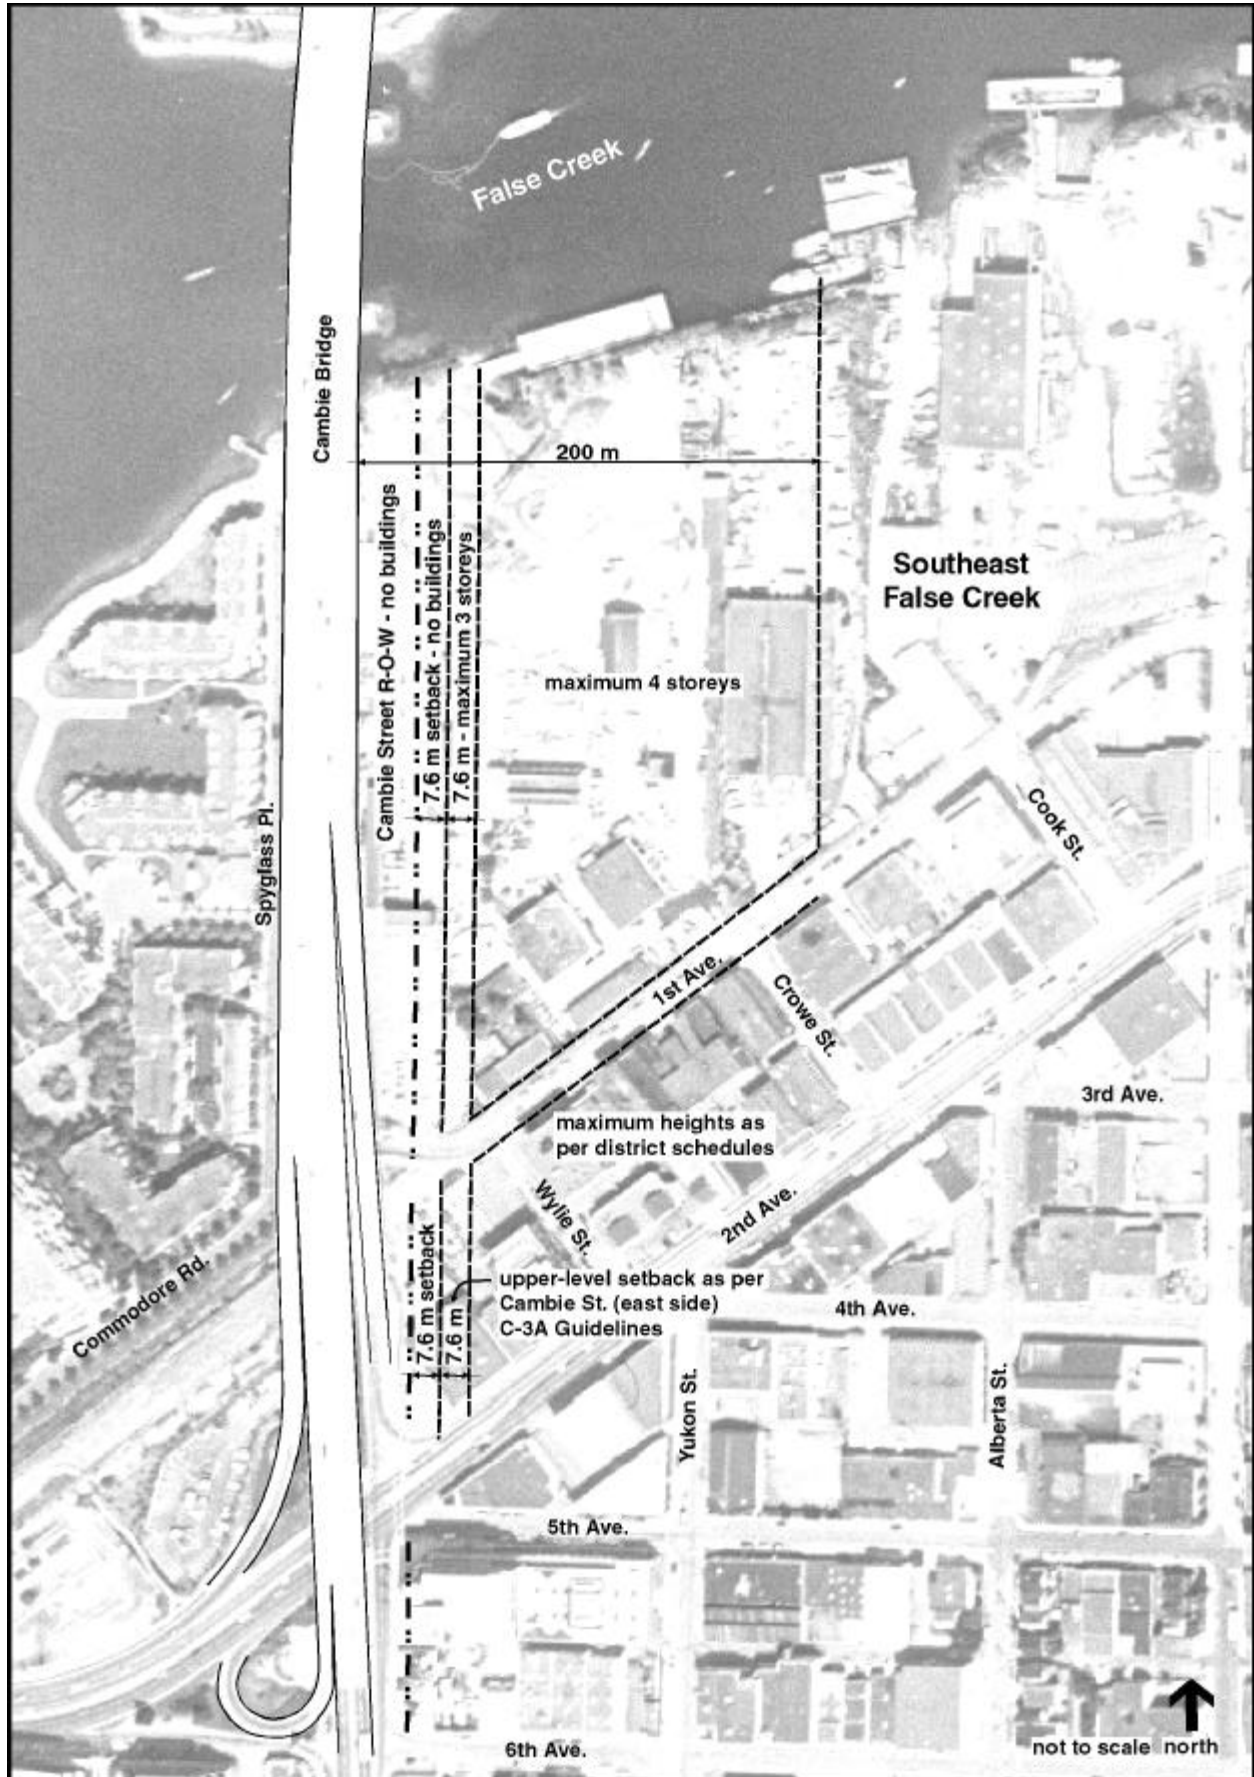 False Creek
Cambie Bridge
200 m
Cambie Street R-O-W - no buildings
7.6 m setback - no buildings
7.6 m - maximum 3 storeys
Southeast
False Creek
maximum 4 storeys
Spyglass Pl.
Cook St.
1st Ave.
Crowe St.
3rd Ave.
maximum heights as
per district schedules
Wylie St.
2nd Ave.
Commodore Rd.
7.6 m setback
7.6 m
upper-level setback as per
Cambie St. (east side)
C-3A Guidelines
4th Ave.
Yukon St.
Alberta St.
5th Ave.
6th Ave.
not to scale north